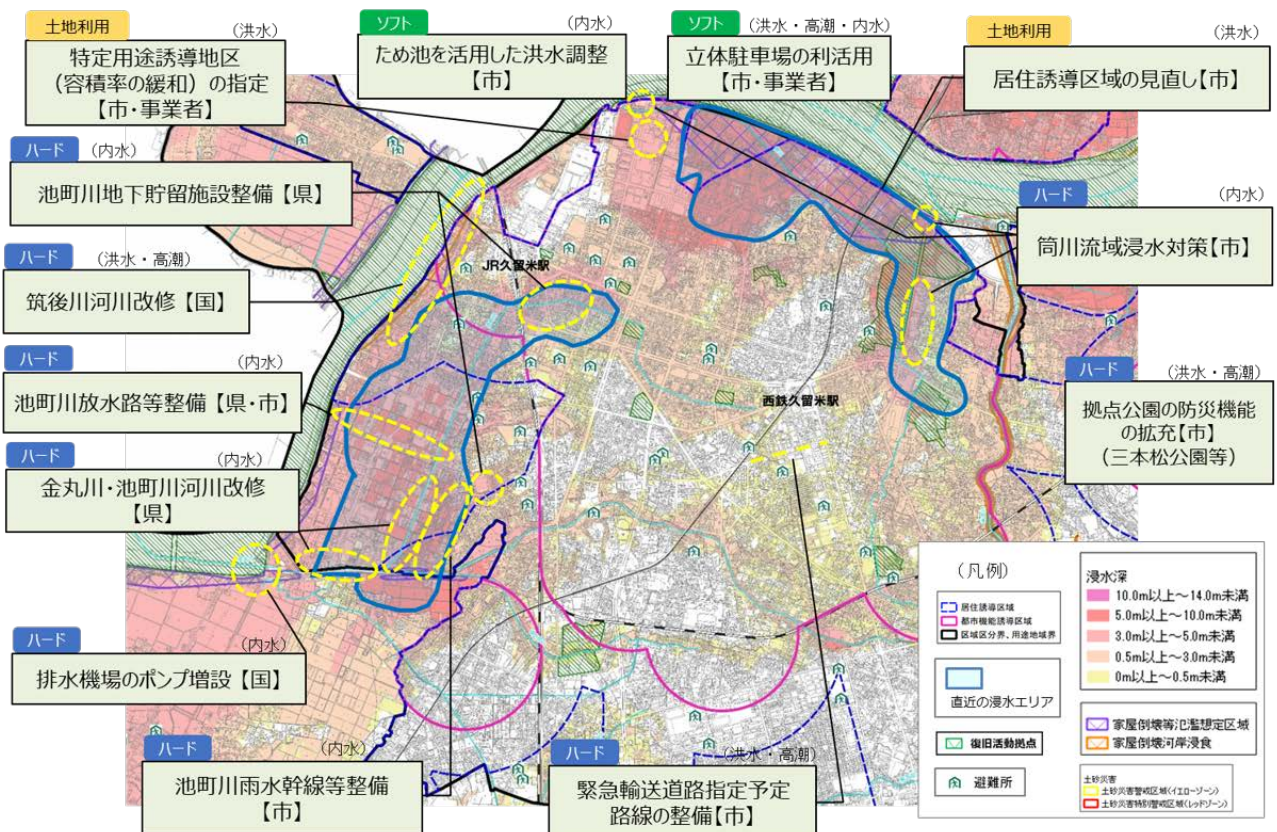 土地利用
(洪水)
特定用途誘導地区
(容積率の緩和)の指定
【市・事業者】
ソフト
(内水)
ため池を活用した洪水調整
【市】
ソフト
(洪水・高潮・内水)
立体駐車場の利活用
【市・事業者】
土地利用
(洪水)
居住誘導区域の見直し【市】
ハード
(内水)
池町川地下貯留施設整備【県】
ハード
(内水)
筒川流域浸水対策【市】
ハード
(洪水・高潮)
筑後川河川改修【国】
JR久留米駅
西鉄久留米駅
ハード
(内水)
池町川放水路等整備【県・市】
ハード
(洪水・高潮)
拠点公園の防災機能
の拡充【市】
(三本松公園等)
ハード
(内水)
金丸川・池町川河川改修
【県】
ハード
(内水)
排水機場のポンプ増設【国】
ハード
(内水)
池町川雨水幹線等整備
【市】
ハード
(洪水・高潮)
緊急輸送道路指定予定
路線の整備【市】
(凡例)
居住誘導区域
都市機能誘導区域
区域区分界、用途地域界
直近の浸水エリア
復旧活動拠点
避難所
浸水深
10.0m以上~14.0m未満
5.0m以上~10.0m未満
3.0m以上~5.0m未満
0.5m以上~3.0m未満
0m以上~0.5m未満
家屋倒壊等氾濫想定区域
家屋倒壊河岸浸食
土砂災害
土砂災害警戒区域(イエローゾーン)
土砂災害特別警戒区域(レッドゾーン)